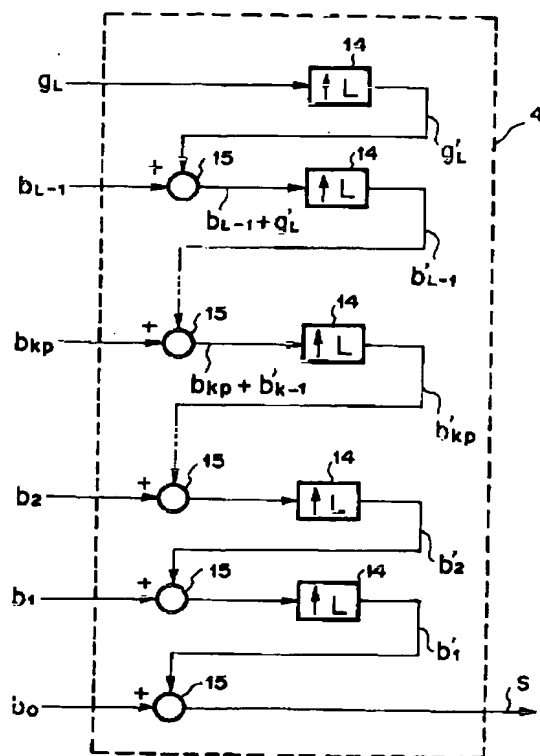 14
g_L ↑ L
4
+ 15 14 g'_L
b_{L-1} ↑ L
b_{L-1} + g'_L
b'_{L-1}
14
+ 15
b_{kp} ↑ L
b_{kp} + b'_{k-1}
b'_{kp}
14
+ 15
b_2 ↑ L
b'_2
+ 15 14
b_1 ↑ L
b'_1
+ 15 S
b_0